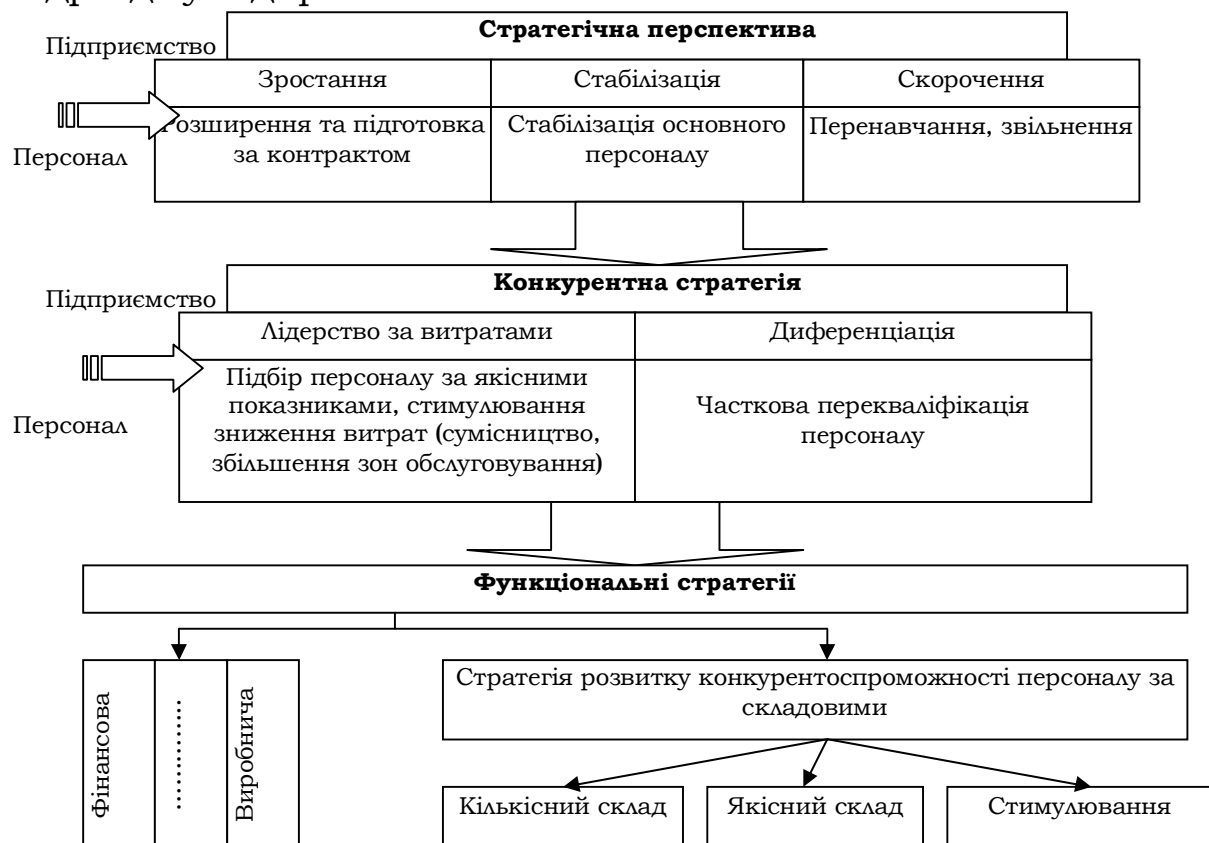 Стратегічна перспектива
Підприємство
Зростання
Стабілізація
Скорочення
Персонал
Розширення та підготовка
за контрактом
Стабілізація основного
персоналу
Перенавчання, звільнення
Конкурентна стратегія
Підприємство
Лідерство за витратами
Диференціація
Персонал
Підбір персоналу за якісними
показниками, стимулювання
зниження витрат (сумісництво,
збільшення зон обслуговування)
Часткова перекваліфікація
персоналу
Функціональні стратегії
Фінансова
.............
Виробнича
Стратегія розвитку конкурентоспроможності персоналу за
складовими
Кількісний склад
Якісний склад
Стимулювання